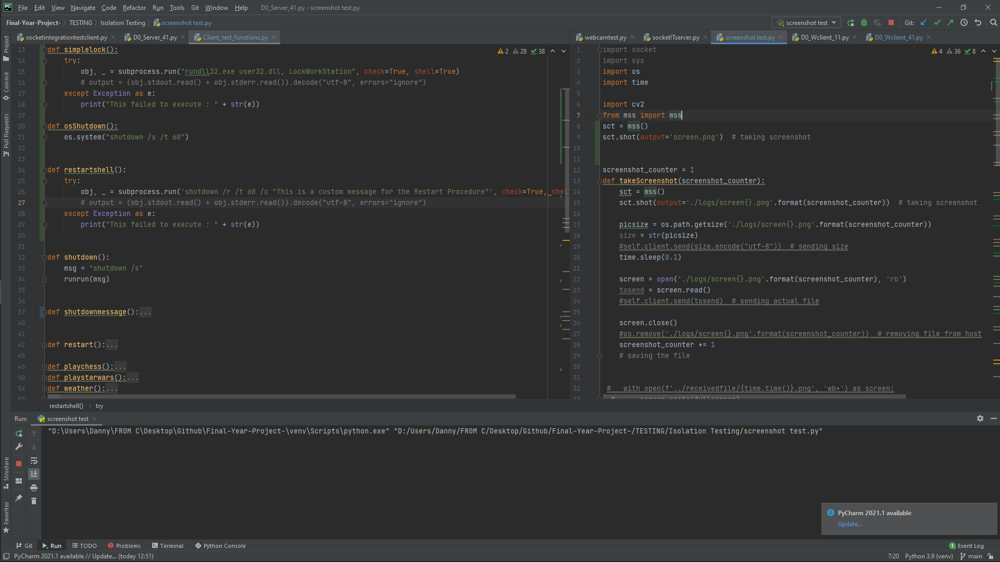 PC File Edit View Navigate Code Refactor Run Tools Git Window Help D0_Server_41.py - screenshot test.py
Final-Year-Project- TESTING Isolation Testing screenshot test.py
screenshot test Git:
socketintegrationtestclient.py D0_Server_41.py Client_test_funstions.py
webcamtest.py socketITserver.py screenshot test.py D0_Wclient_11.py D0_Wclient_41.py
Project
Commit
Pull Requests
2 28 38
13 def simplelock():
14 try:
15 obj, _ = subprocess.run("rundll32.exe user32.dll, LockWorkStation", check=True, shell=True)
16 # output = (obj.stdout.read() + obj.stderr.read()).decode("utf-8", errors="ignore")
17 except Exception as e:
18 print("This failed to execute : " + str(e))
19
20 def osShutdown():
21 os.system("shutdown /s /t 60")
22
23
24 def restartshell():
25 try:
26 obj, _ = subprocess.run('shutdown /r /t 60 /c "This is a custom message for the Restart Procedure"', check=True, shel
27 # output = (obj.stdout.read() + obj.stderr.read()).decode("utf-8", errors="ignore")
28 except Exception as e:
29 print("This failed to execute : " + str(e))
30
31
32 def shutdown():
33 msg = "shutdown /s"
34 runrun(msg)
35
36
37 def shutdownmessage():...
40
41
42 def restart():...
45
46 def playchess():...
50 def playstarwars():...
54 def weather():...
restartshell() try
4 36 8
1 import socket
2 import sys
3 import os
4 import time
5
6 import cv2
7 from mss import mss
8 sct = mss()
9 sct.shot(output='screen.png') # taking screenshot
10
11
12 screenshot_counter = 1
13 def takeScreenshot(screenshot_counter):
14 sct = mss()
15 sct.shot(output='./logs/screen{}.png'.format(screenshot_counter)) # taking screenshot
16
17 picsize = os.path.getsize('./logs/screen{}.png'.format(screenshot_counter))
18 size = str(picsize)
19 #self.client.send(size.encode("utf-8")) # sending size
20 time.sleep(0.1)
21
22 screen = open('./logs/screen{}.png'.format(screenshot_counter), 'rb')
23 tosend = screen.read()
24 #self.client.send(tosend) # sending actual file
25
26 screen.close()
27 #os.remove('./logs/screen{}.png'.format(screenshot_counter)) # removing file from host
28 screenshot_counter += 1
29 # saving the file
30
31
32 # with open(f'../receivedfile/{time.time()}.png', 'wb+') as screen:
33 # screen.write(fullscreen)
Run: screenshot test
"D:\Users\Danny\FROM C\Desktop\Github\Final-Year-Project-\venv\Scripts\python.exe" "D:/Users/Danny/FROM C/Desktop/Github/Final-Year-Project-/TESTING/Isolation Testing/screenshot test.py"
Structure
Favorites
PyCharm 2021.1 available
Update...
Git Run TODO Problems Terminal Python Console 1 Event Log
PyCharm 2021.1 available // Update... (today 12:51) 7:20 Python 3.9 (venv) main